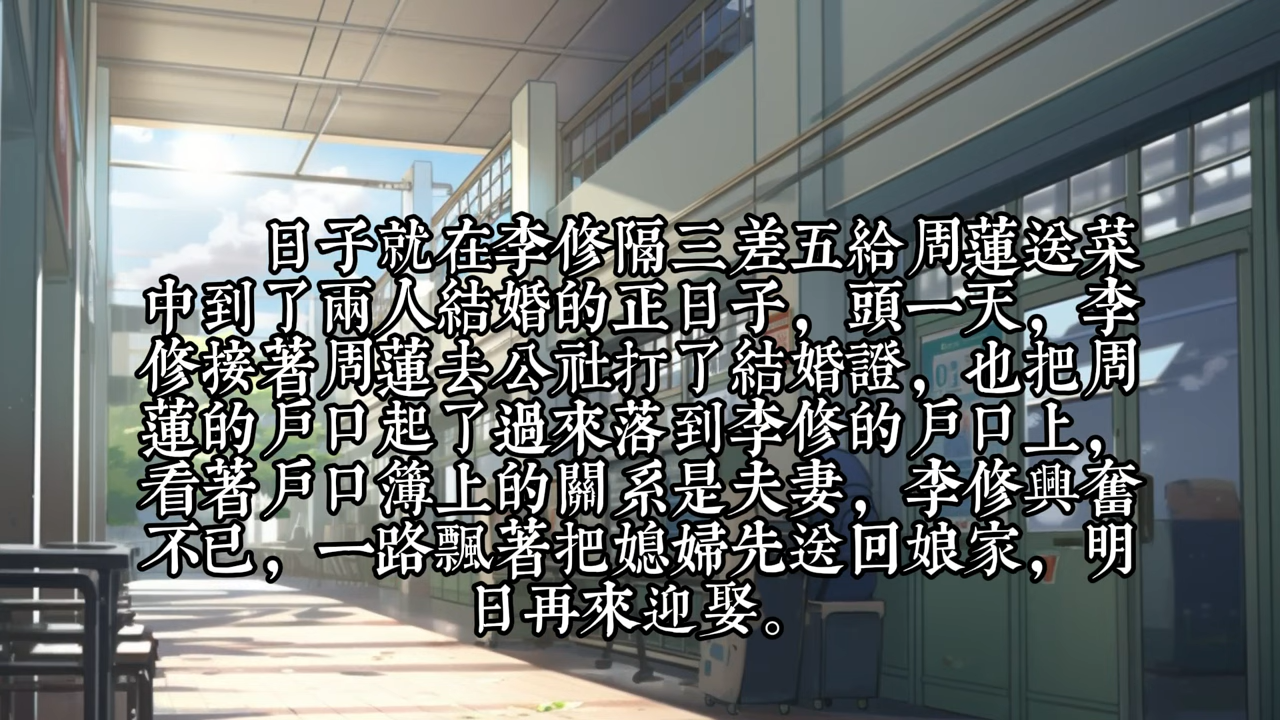 日子就在李修隔三差五給周蓮送菜
中到了兩人結婚的正日子，頭一天，李
修接著周蓮去公社打了結婚證，也把周
蓮的戶口起了過來落到李修的戶口上，
看著戶口簿上的關系是夫妻，李修興奮
不已，一路飄著把媳婦先送回娘家，明
日再來迎娶。